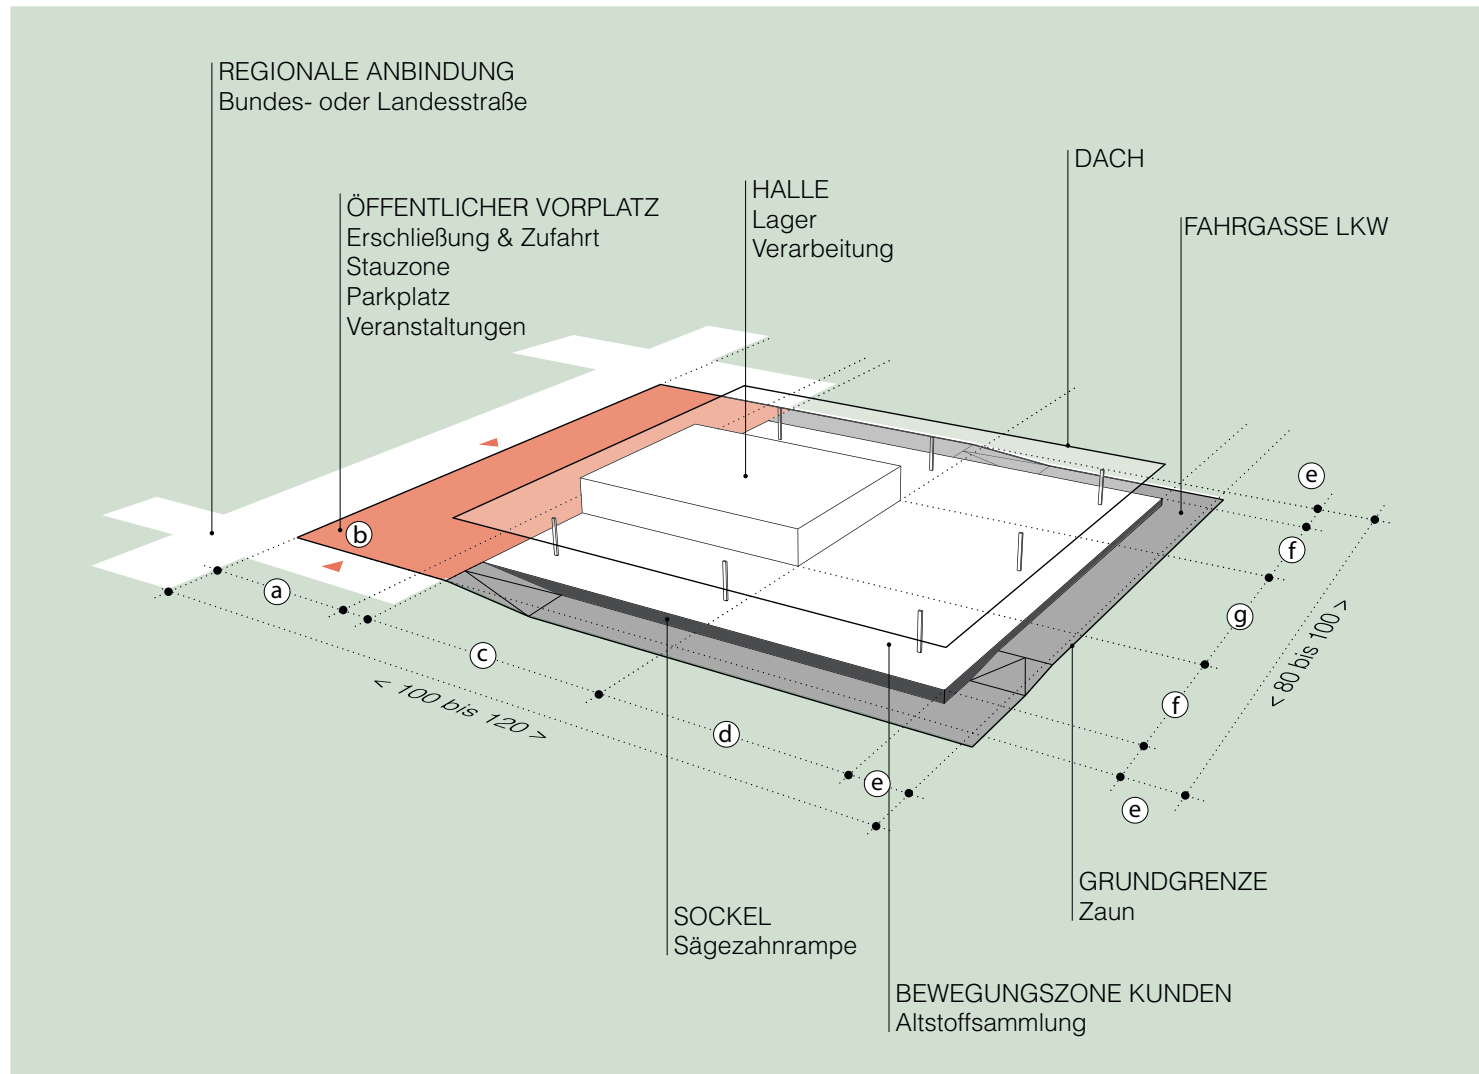 REGIONALE ANBINDUNG
Bundes- oder Landesstraße
DACH
HALLE
Lager
Verarbeitung
ÖFFENTLICHER VORPLATZ
Erschließung & Zufahrt
Stauzone
Parkplatz
Veranstaltungen
FAHRGASSE LKW
e
b
f
a
g
c
< 80 bis 100 >
< 100 bis 120 >
f
d
e
e
GRUNDGRENZE
Zaun
SOCKEL
Sägezahnrampe
BEWEGUNGSZONE KUNDEN
Altstoffsammlung